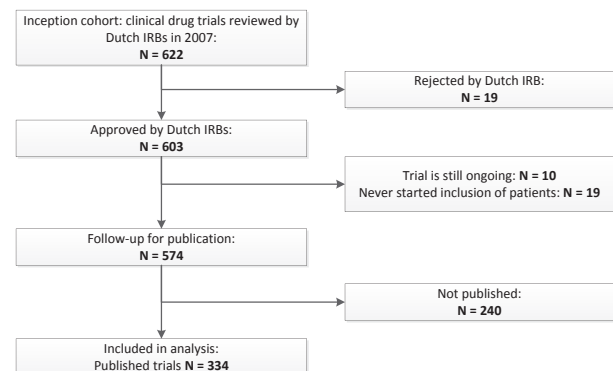 Inception cohort: clinical drug trials reviewed by
Dutch IRBs in 2007:
N = 622
Rejected by Dutch IRB:
N = 19
Approved by Dutch IRBs:
N = 603
Trial is still ongoing: N = 10
Never started inclusion of patients: N = 19
Follow-up for publication:
N = 574
Not published:
N = 240
Included in analysis:
Published trials N = 334